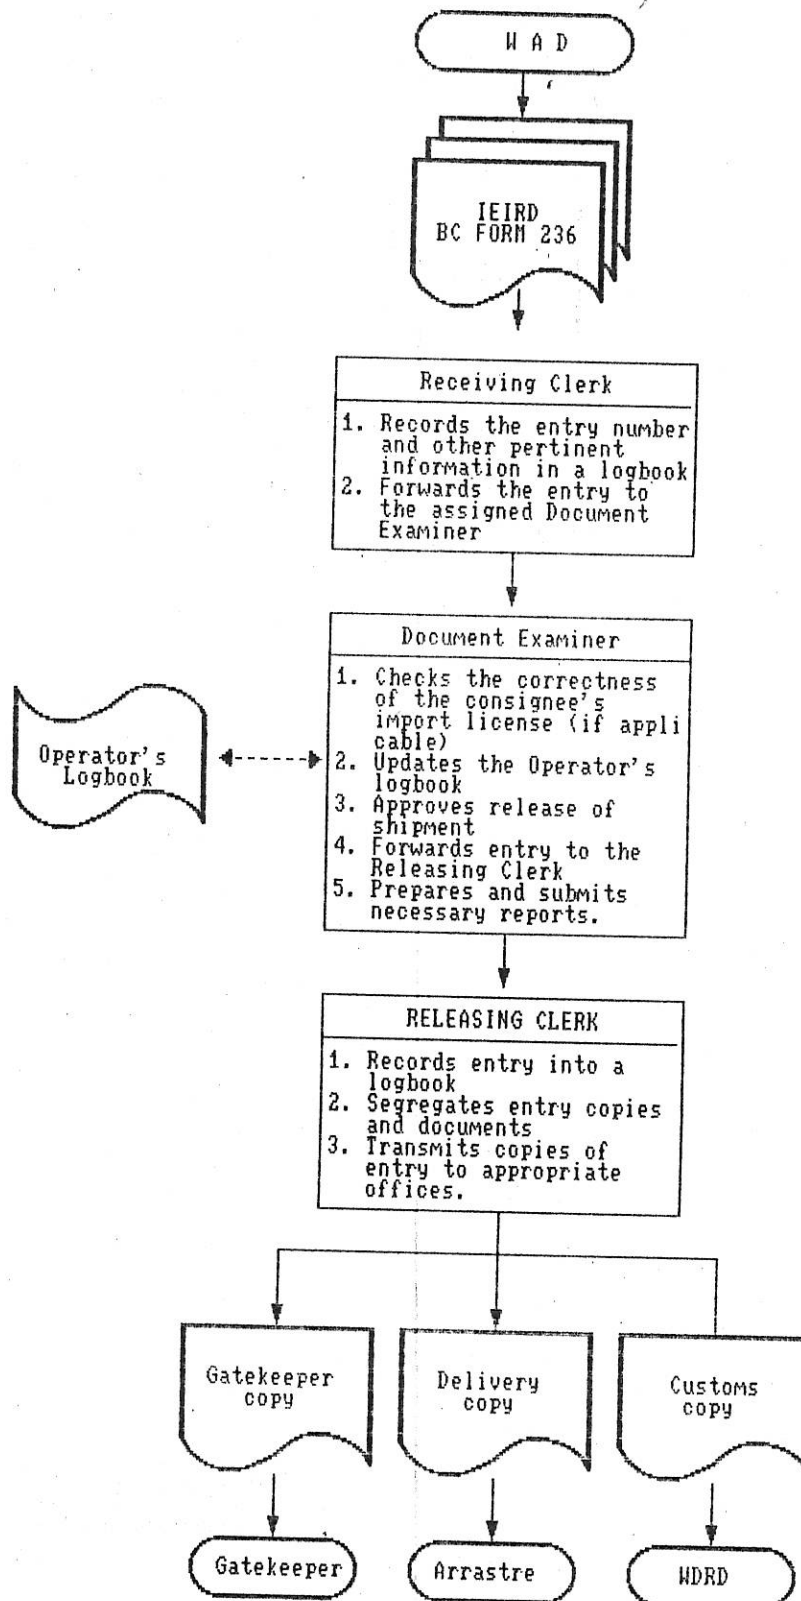 W A D
IEIRD
BC FORM 236
Receiving Clerk
1. Records the entry number
and other pertinent
information in a logbook
2. Forwards the entry to
the assigned Document
Examiner
Document Examiner
1. Checks the correctness
of the consignee's
import license (if appli
cable)
2. Updates the Operator's
logbook
3. Approves release of
shipment
4. Forwards entry to the
Releasing Clerk
5. Prepares and submits
necessary reports.
Operator's
Logbook
RELEASING CLERK
1. Records entry into a
logbook
2. Segregates entry copies
and documents
3. Transmits copies of
entry to appropriate
offices.
Gatekeeper
copy
Delivery
copy
Customs
copy
Gatekeeper
Arrastre
WDRD